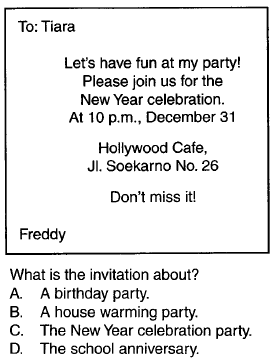 To: Tiara
Let's have fun at my party!
Please join us for the
New Year celebration.
At 10 p.m., December 31
Hollywood Cafe,
Jl. Soekarno No. 26
Don't miss it!
Freddy
What is the invitation about?
A. A birthday party.
B. A house warming party.
C. The New Year celebration party.
D. The school anniversary.